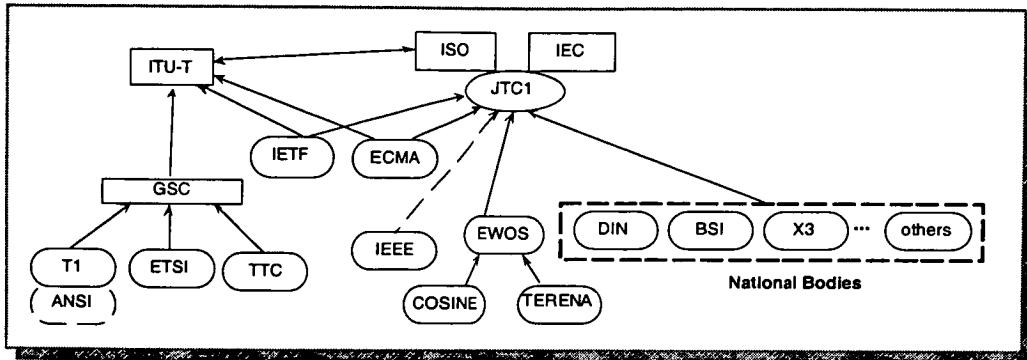 ISO IEC
ITU-T
JTC1
IETF ECMA
GSC
T1 ETSI TTC
ANSI
IEEE EWOS
COSINE TERENA
DIN BSI X3 ••• others
National Bodies